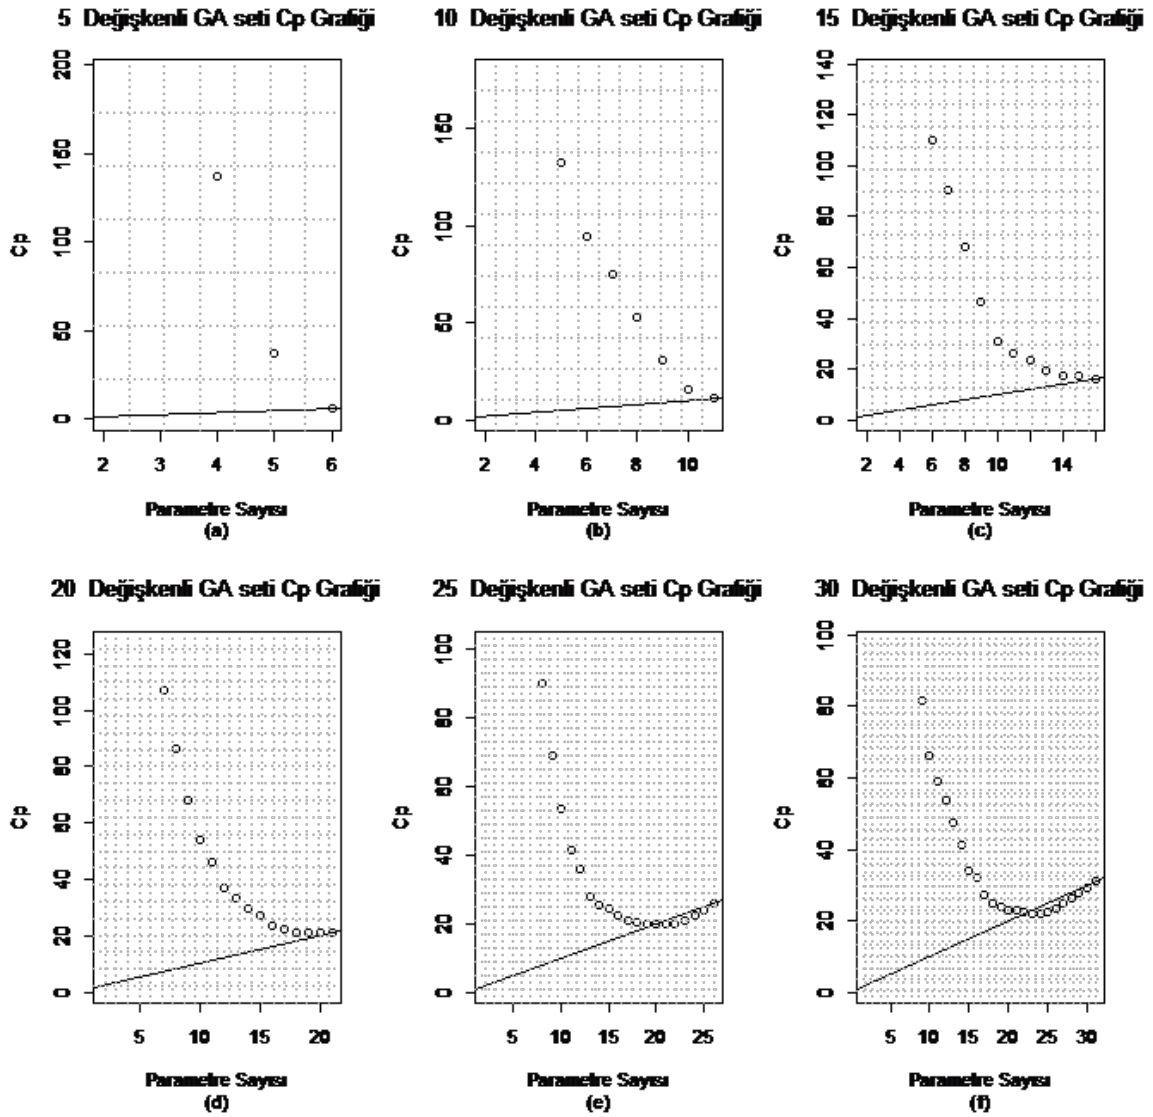 5 Değişkenli GA seti Cp Grafiği
Cp
0 50 100 150 200
2 3 4 5 6
Parametre Sayısı
(a)
10 Değişkenli GA seti Cp Grafiği
Cp
0 50 100 150
2 4 6 8 10
Parametre Sayısı
(b)
15 Değişkenli GA seti Cp Grafiği
Cp
0 20 40 60 80 100 120 140
2 4 6 8 10 14
Parametre Sayısı
(c)
20 Değişkenli GA seti Cp Grafiği
Cp
0 20 40 60 80 100 120
5 10 15 20
Parametre Sayısı
(d)
25 Değişkenli GA seti Cp Grafiği
Cp
0 20 40 60 80 100
5 10 15 20 25
Parametre Sayısı
(e)
30 Değişkenli GA seti Cp Grafiği
Cp
0 20 40 60 80 100
5 10 15 20 25 30
Parametre Sayısı
(f)